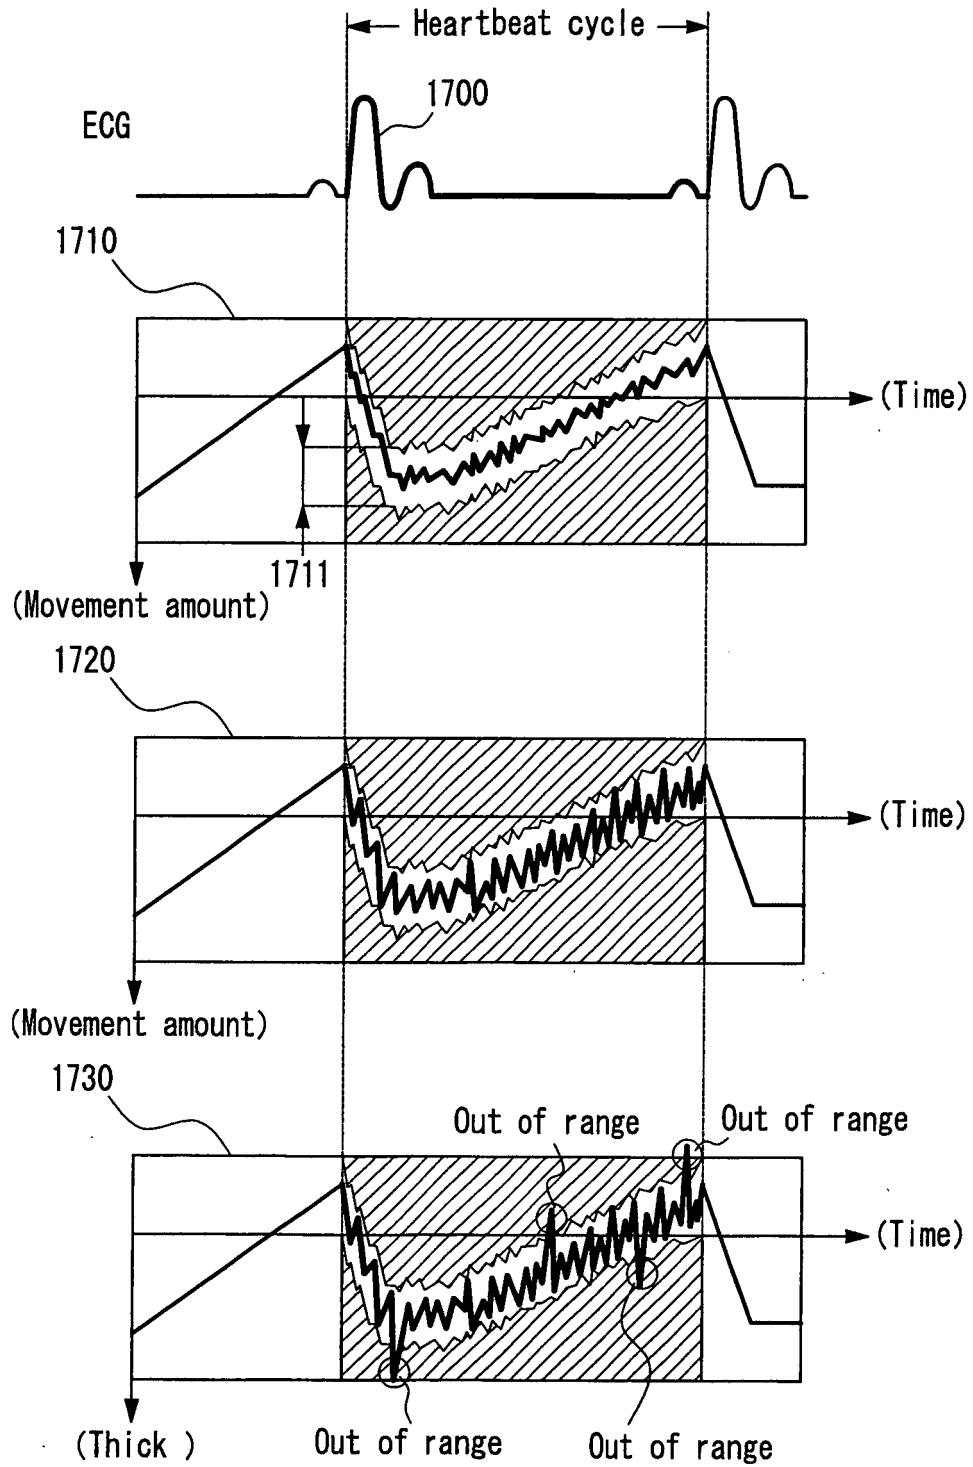 Heartbeat cycle
1700
ECG
1710
(Time)
1711
(Movement amount)
1720
(Time)
(Movement amount)
1730
Out of range
Out of range
(Time)
(Thick )
Out of range
Out of range